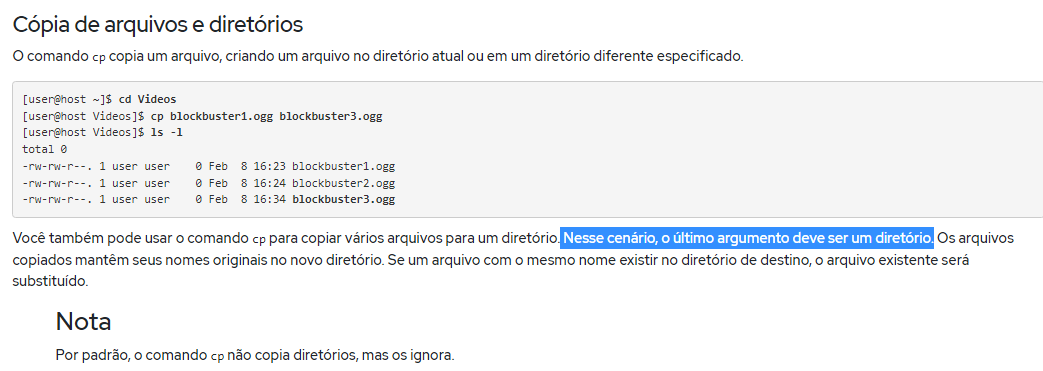 Cópia de arquivos e diretórios
O comando cp copia um arquivo, criando um arquivo no diretório atual ou em um diretório diferente especificado.
[user@host ~]$ cd Videos
[user@host Videos]$ cp blockbuster1.ogg blockbuster3.ogg
[user@host Videos]$ ls -l
total 0
-rw-rw-r--. 1 user user    0 Feb  8 16:23 blockbuster1.ogg
-rw-rw-r--. 1 user user    0 Feb  8 16:24 blockbuster2.ogg
-rw-rw-r--. 1 user user    0 Feb  8 16:34 blockbuster3.ogg
Você também pode usar o comando cp para copiar vários arquivos para um diretório. Nesse cenário, o último argumento deve ser um diretório. Os arquivos
copiados mantêm seus nomes originais no novo diretório. Se um arquivo com o mesmo nome existir no diretório de destino, o arquivo existente será
substituído.
Nota
Por padrão, o comando cp não copia diretórios, mas os ignora.